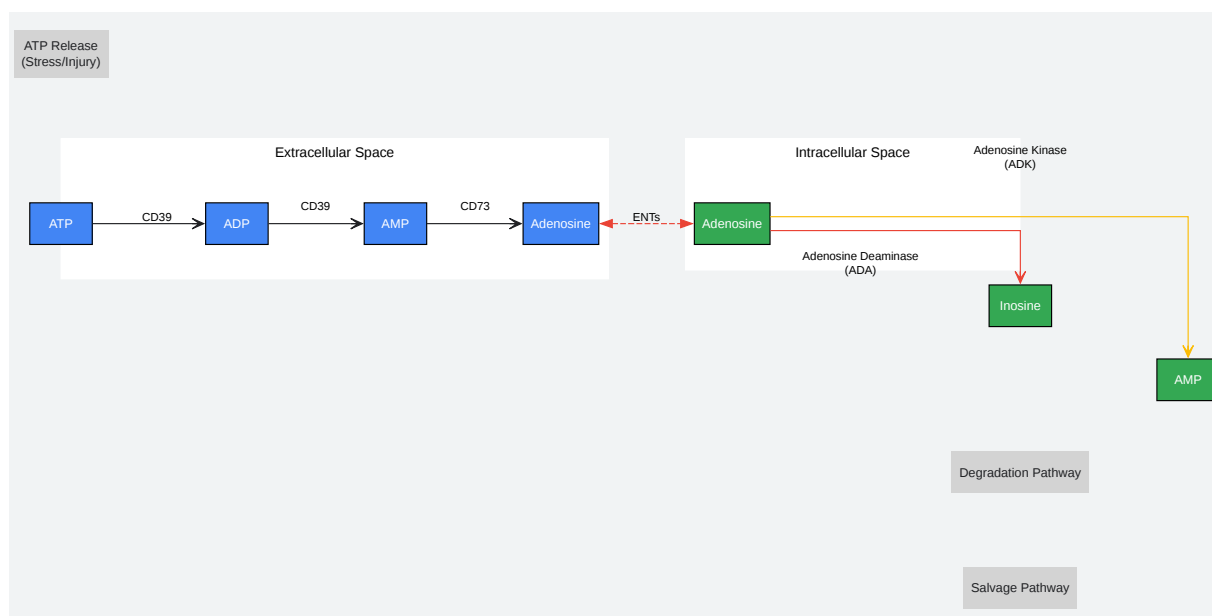 ATP Release
(Stress/Injury)
Extracellular Space
Intracellular Space
Adenosine Kinase
(ADK)
ATP
CD39
ADP
CD39
AMP
CD73
Adenosine
ENTs
Adenosine
Adenosine Deaminase
(ADA)
Inosine
AMP
Degradation Pathway
Salvage Pathway